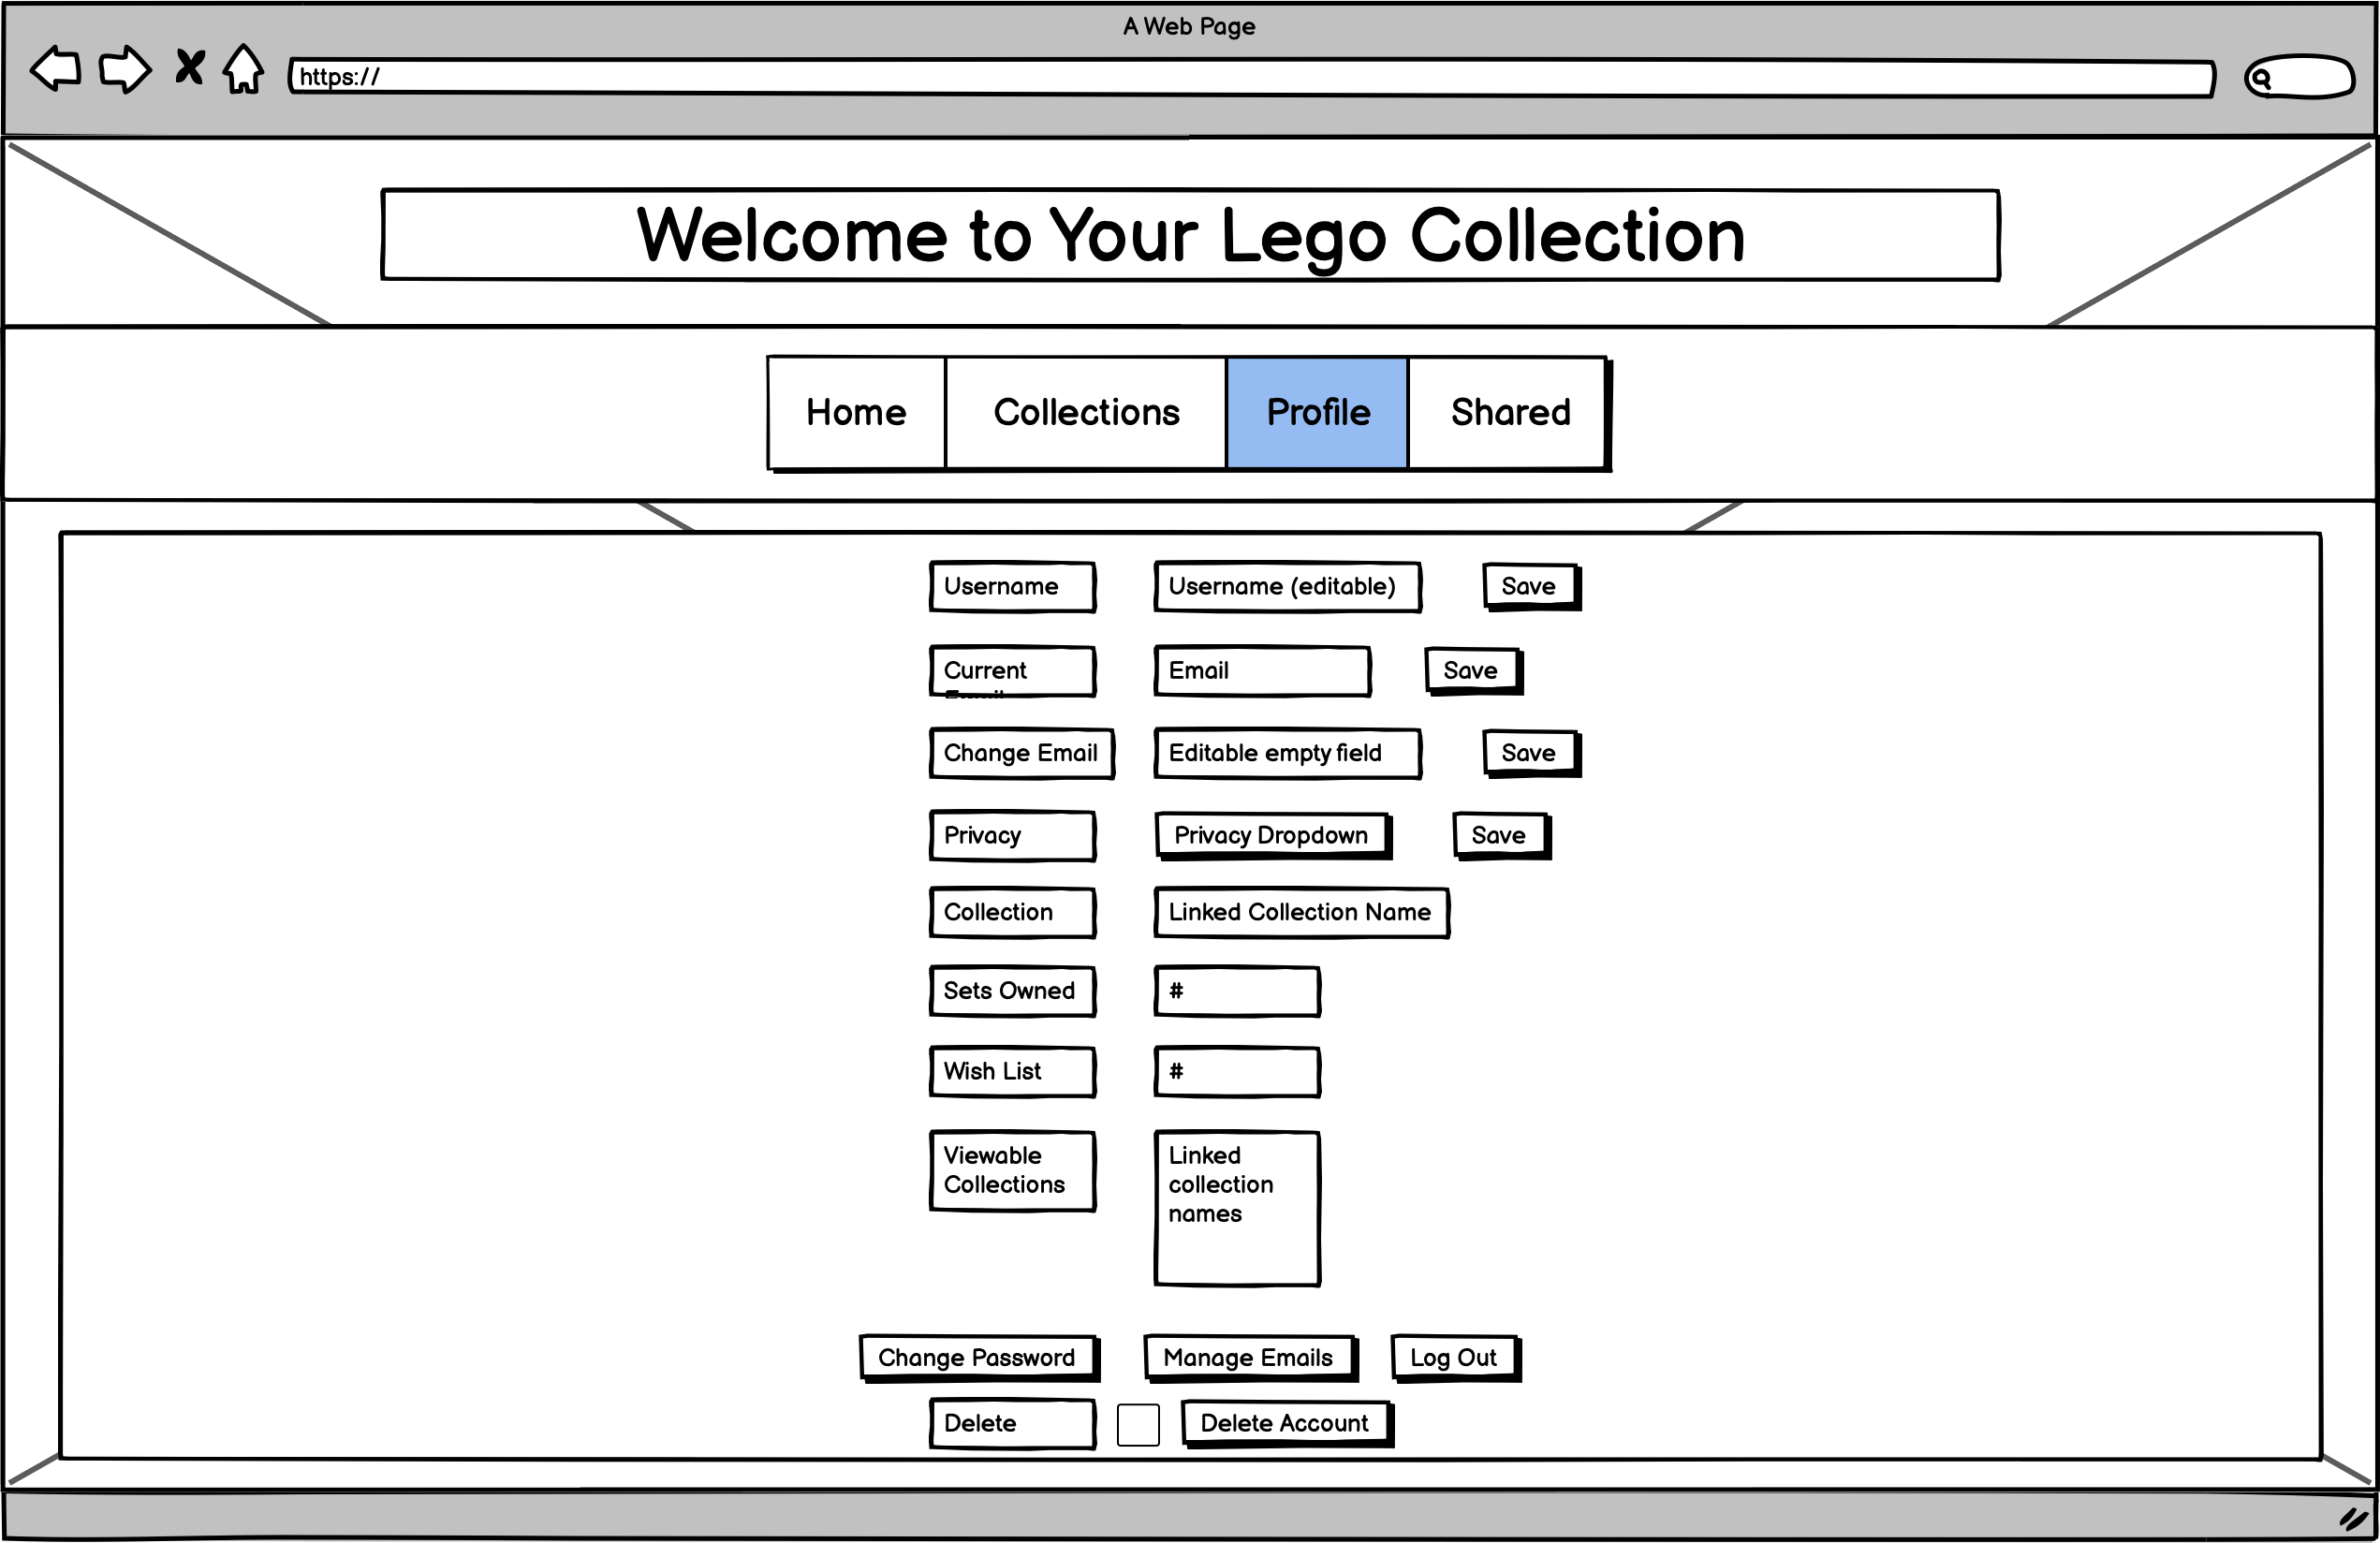 A Web Page
https://
Welcome to Your Lego Collection
Home Collections Profile Shared
Username Username (editable) Save
Current Email Save
Change Email Editable empty field Save
Privacy Privacy Dropdown Save
Collection Linked Collection Name
Sets Owned #
Wish List #
Viewable Linked
Collections collection
names
Change Password Manage Emails Log Out
Delete Delete Account